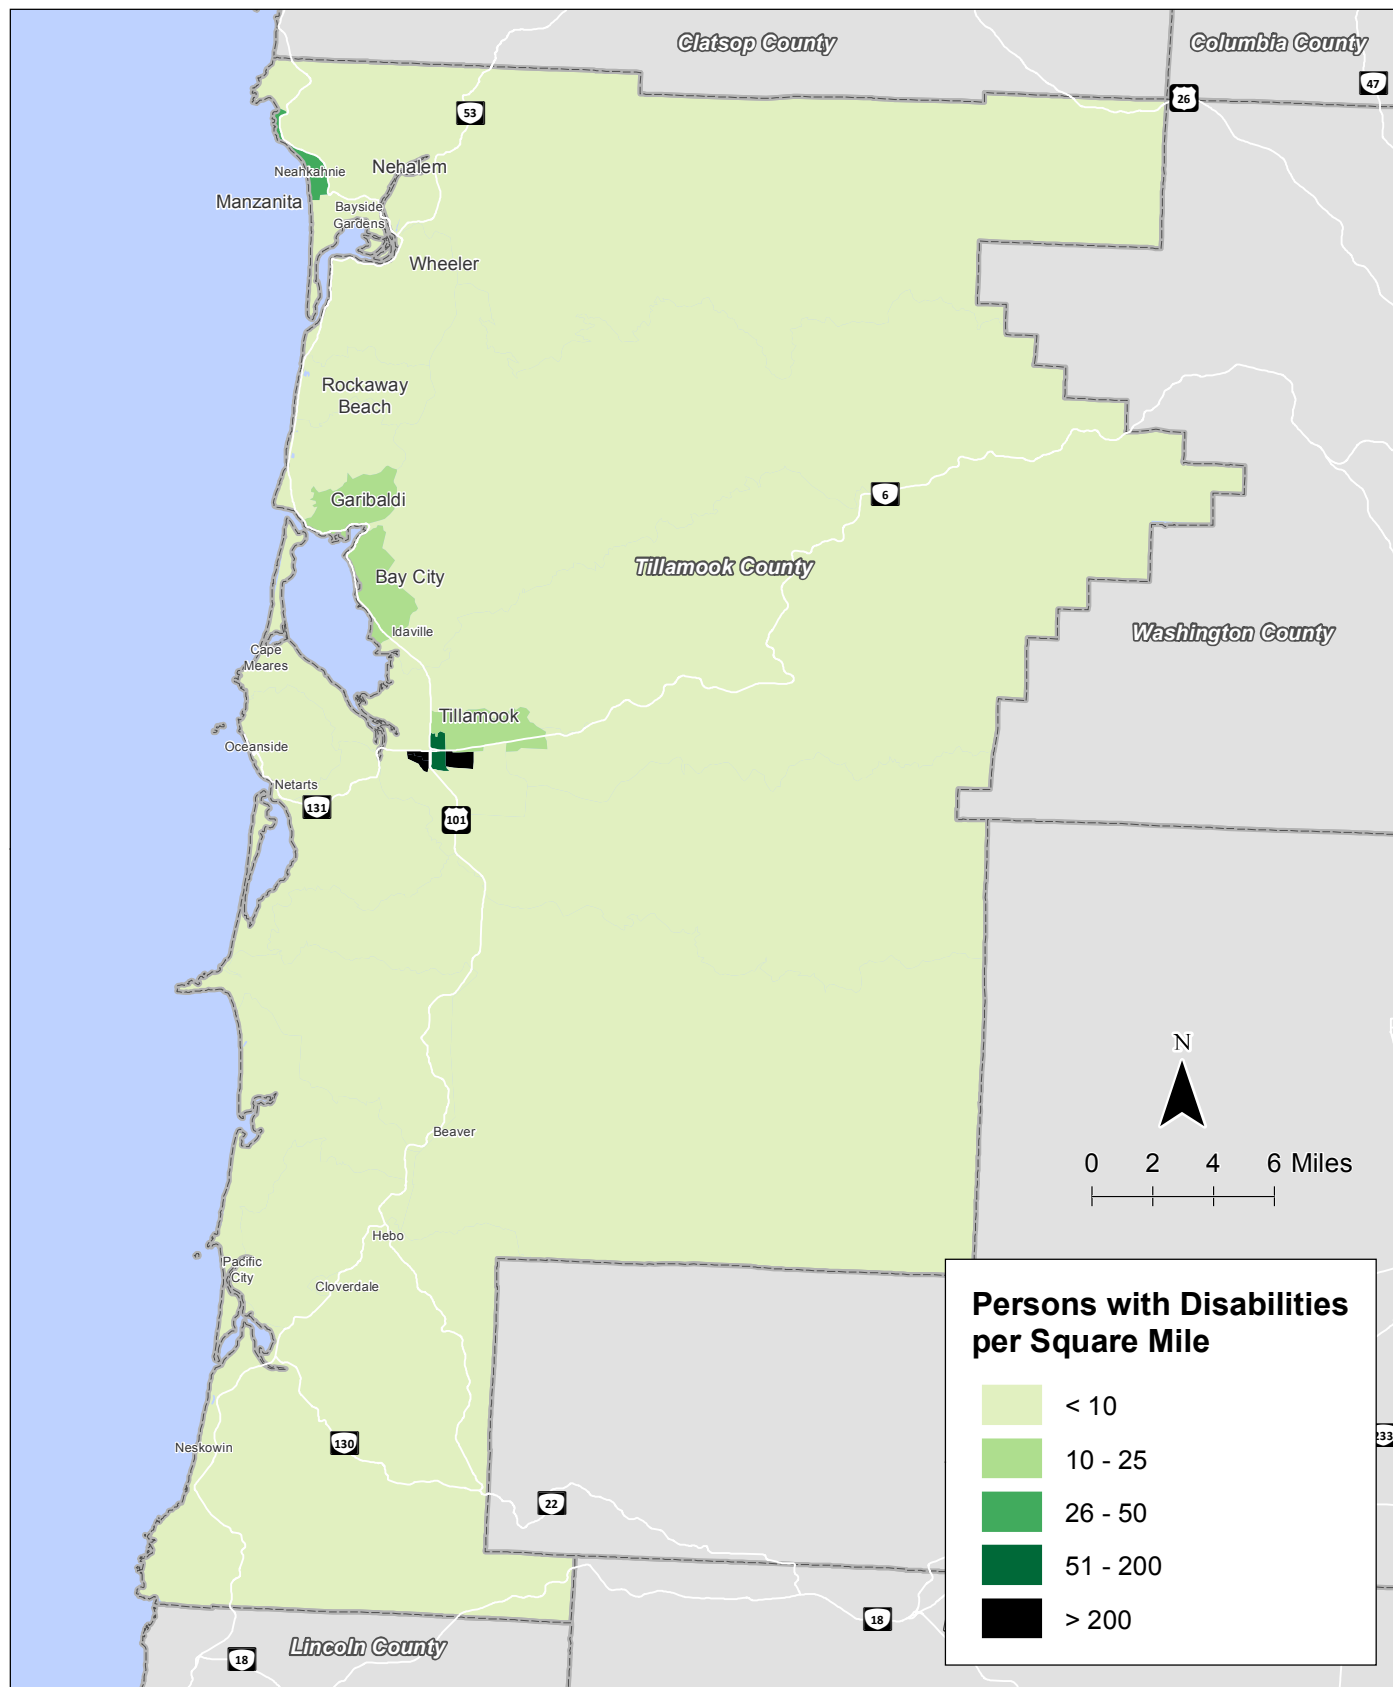 Clatsop County
Columbia County
47
26
53
Nehalem
Neahkahnie
Manzanita
Bayside
Gardens
Wheeler
Rockaway
Beach
Garibaldi
6
Tillamook County
Bay City
Idaville
Washington County
Cape
Meares
Tillamook
Oceanside
Netarts
131
101
N
Beaver
0 2 4 6 Miles
Hebo
Pacific
City
Cloverdale
Persons with Disabilities
per Square Mile
< 10
10 - 25
26 - 50
51 - 200
> 200
233
130
Neskowin
22
18
Lincoln County
18